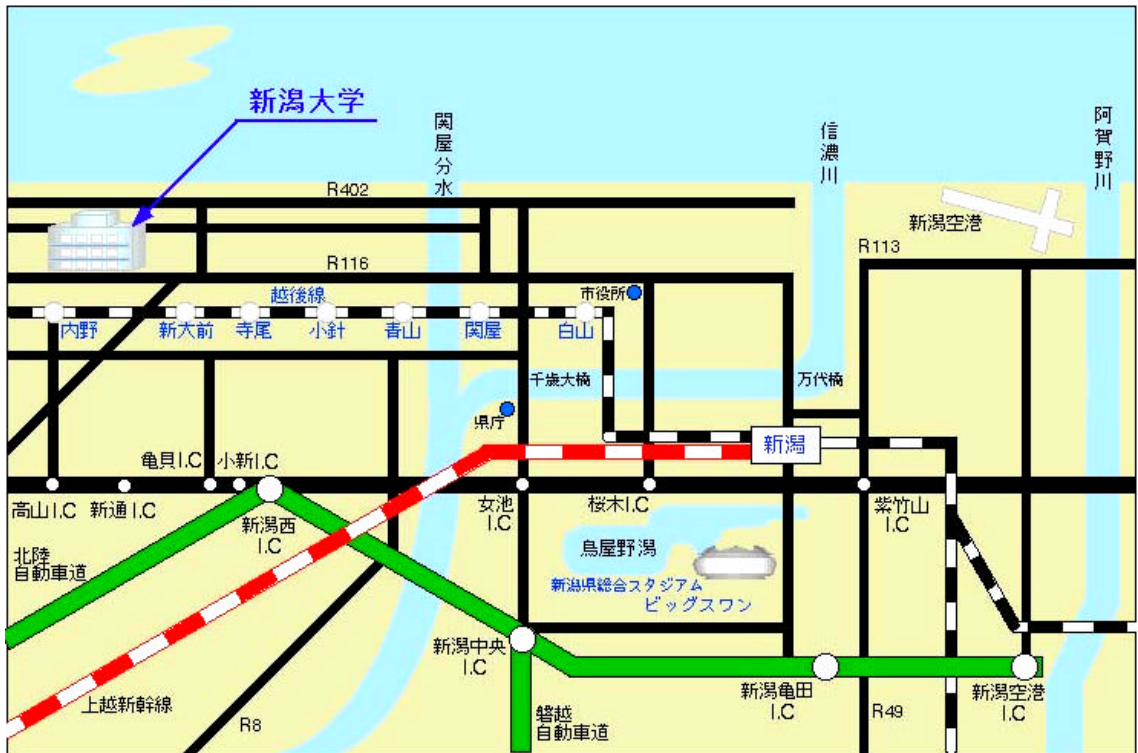 新潟大学
関屋分水
信濃川
阿賀野川
R402
新潟空港
R113
R116
越後線
市役所
内野
新大前
寺尾
小針
青山
関屋
白山
千歳大橋
万代橋
県庁
新潟
亀貝I.C
小新I.C
高山I.C
新通I.C
新潟西
I.C
女池
I.C
桜木I.C
紫竹山
I.C
北陸
自動車道
鳥屋野潟
新潟県総合スタジアム
ビッグスワン
新潟中央
I.C
上越新幹線
新潟亀田
I.C
新潟空港
I.C
R8
磐越
自動車道
R49